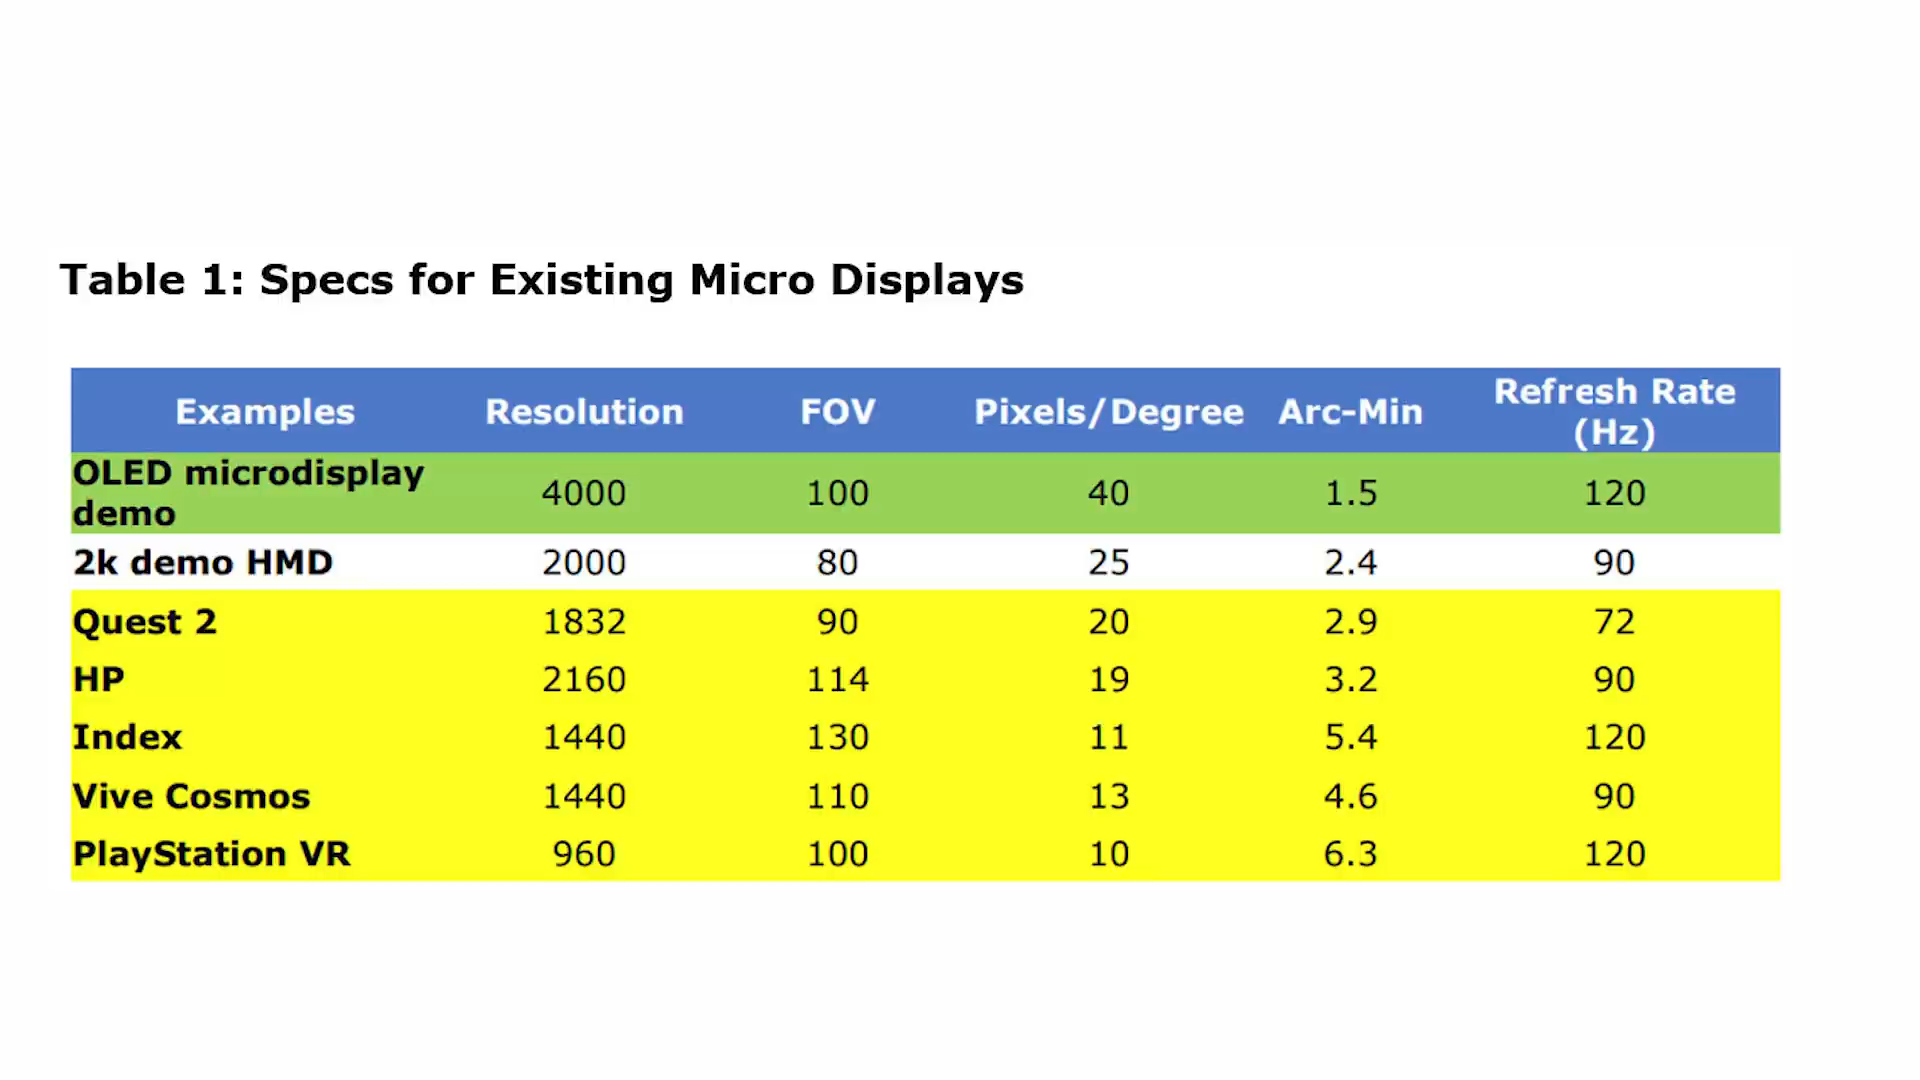 Table 1: Specs for Existing Micro Displays
Examples Resolution FOV Pixels/Degree Arc-Min Refresh Rate (Hz)
OLED microdisplay demo 4000 100 40 1.5 120
2k demo HMD 2000 80 25 2.4 90
Quest 2 1832 90 20 2.9 72
HP 2160 114 19 3.2 90
Index 1440 130 11 5.4 120
Vive Cosmos 1440 110 13 4.6 90
PlayStation VR 960 100 10 6.3 120